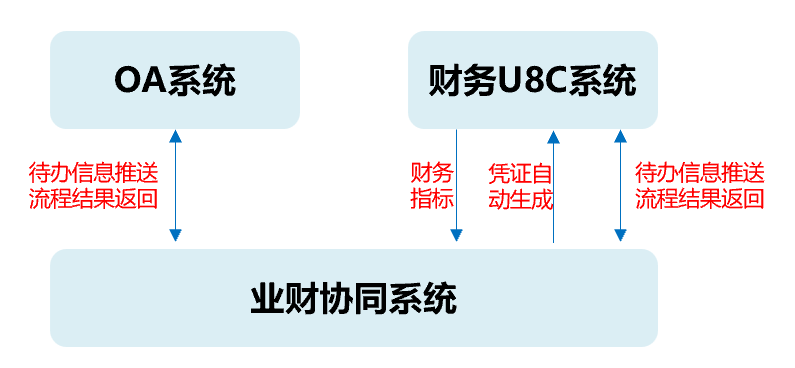 OA系统
财务U8C系统
待办信息推送
流程结果返回
财务
指标
凭证自
动生成
待办信息推送
流程结果返回
业财协同系统